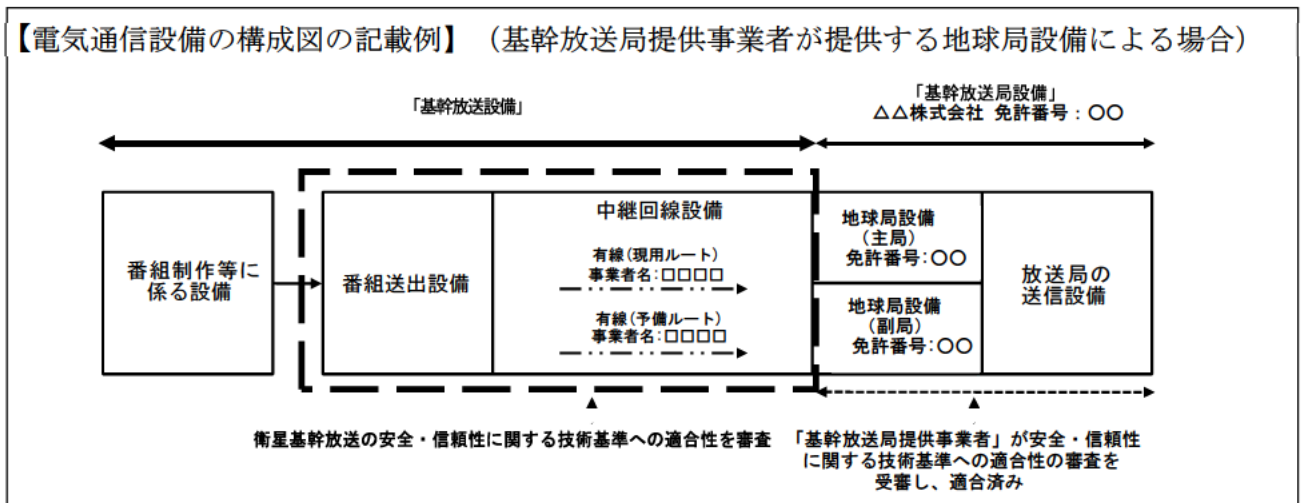 【電気通信設備の構成図の記載例】（基幹放送局提供事業者が提供する地球局設備による場合）
「基幹放送設備」
「基幹放送局設備」
△△株式会社 免許番号：〇〇
番組制作等に
係る設備
番組送出設備
中継回線設備
有線(現用ルート)
事業者名：□□□□
有線(予備ルート)
事業者名：□□□□
地球局設備
(主局)
免許番号：〇〇
地球局設備
(副局)
免許番号：〇〇
放送局の
送信設備
衛星基幹放送の安全・信頼性に関する技術基準への適合性を審査
「基幹放送局提供事業者」が安全・信頼性
に関する技術基準への適合性の審査を
受審し、適合済み